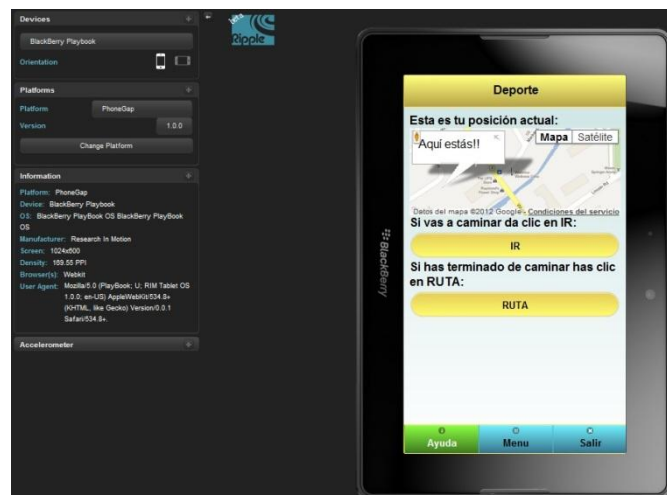 Devices
BlackBerry Playbook
Orientation
Platforms
Platform PhoneGap
Version 1.0.0
Change Platform
Information
Platform: PhoneGap
Device: BlackBerry Playbook
OS: BlackBerry PlayBook OS BlackBerry PlayBook
OS
Manufacturer: Research In Motion
Screen: 1024x600
Density: 169.55 PPI
Browser(s): Webkit
User Agent: Mozilla/5.0 (PlayBook; U; RIM Tablet OS
1.0.0; en-US) AppleWebKit/534.8+
(KHTML, like Gecko) Version/0.0.1
Safari/534.8+.
Accelerometer
beta
Ripple
BlackBerry
Deporte
Esta es tu posición actual:
Aquí estás!!
Mapa Satélite
Datos del mapa ©2012 Google - Condiciones del servicio
Si vas a caminar da clic en IR:
IR
Si has terminado de caminar has clic
en RUTA:
RUTA
Ayuda Menu Salir